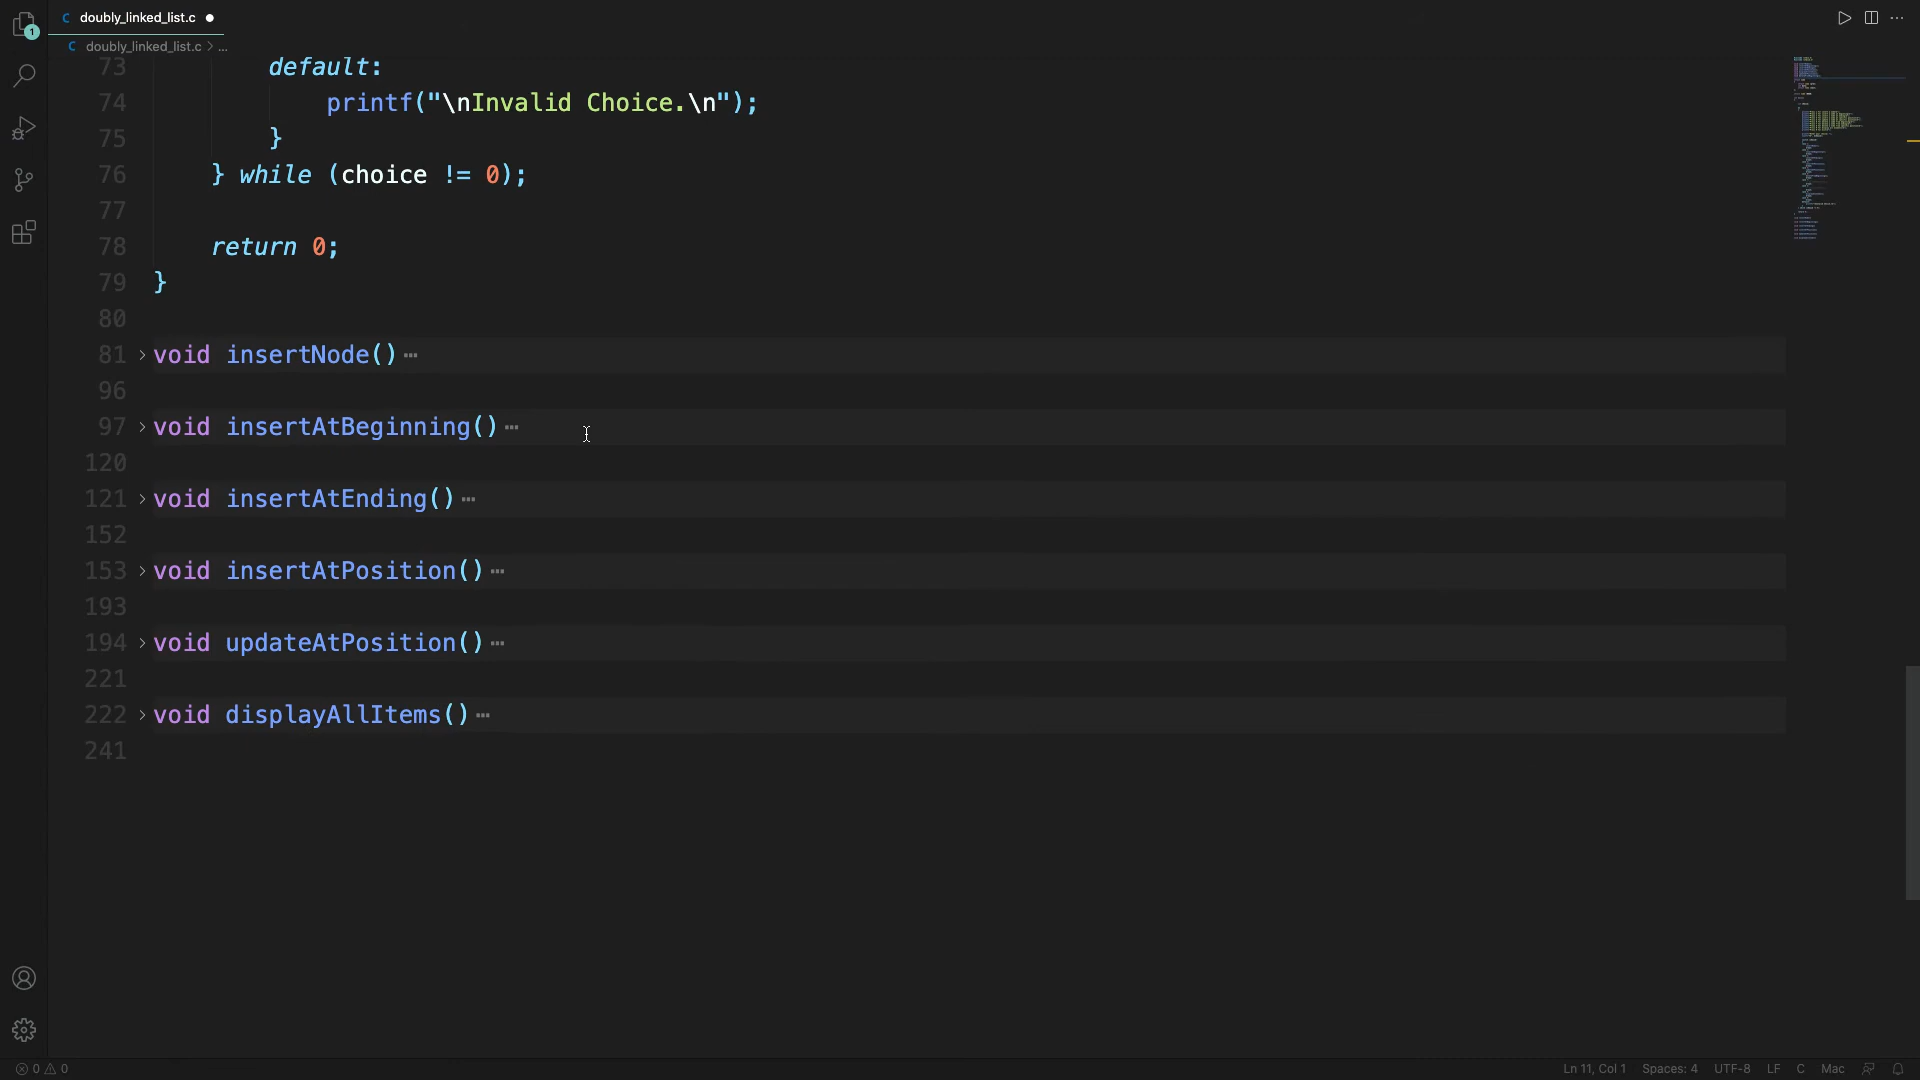 1
C doubly_linked_list.c ●
C doubly_linked_list.c > ...
73 default:
74 printf("\nInvalid Choice.\n");
75 }
76 } while (choice != 0);
77
78 return 0;
79 }
80
81 > void insertNode() ⋯
96
97 > void insertAtBeginning() ⋯
120
121 > void insertAtEnding() ⋯
152
153 > void insertAtPosition() ⋯
193
194 > void updateAtPosition() ⋯
221
222 > void displayAllItems() ⋯
241
0 0 Ln 11, Col 1 Spaces: 4 UTF-8 LF C Mac